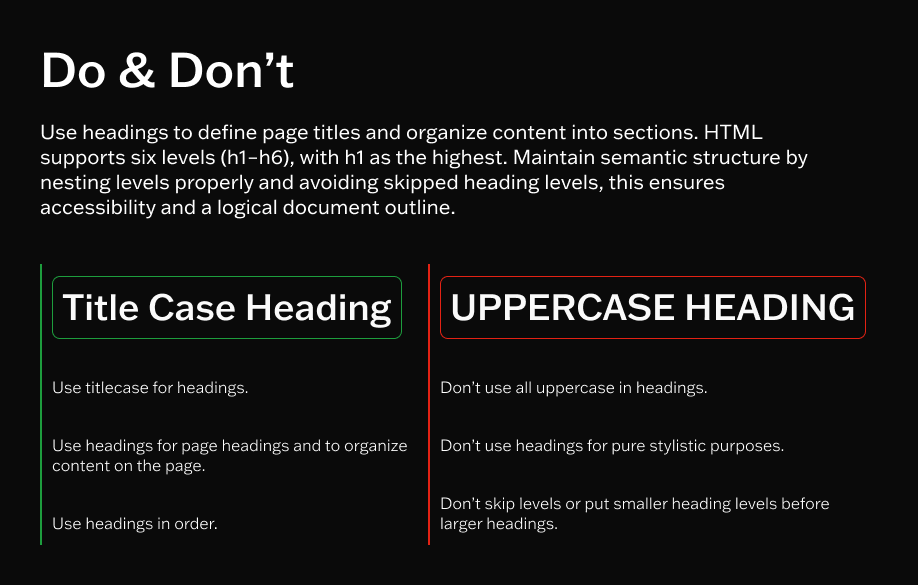 Do & Don’t
Use headings to define page titles and organize content into sections. HTML
supports six levels (h1–h6), with h1 as the highest. Maintain semantic structure by
nesting levels properly and avoiding skipped heading levels, this ensures
accessibility and a logical document outline.
Title Case Heading
Use titlecase for headings.
Use headings for page headings and to organize
content on the page.
Use headings in order.
UPPERCASE HEADING
Don’t use all uppercase in headings.
Don’t use headings for pure stylistic purposes.
Don’t skip levels or put smaller heading levels before
larger headings.